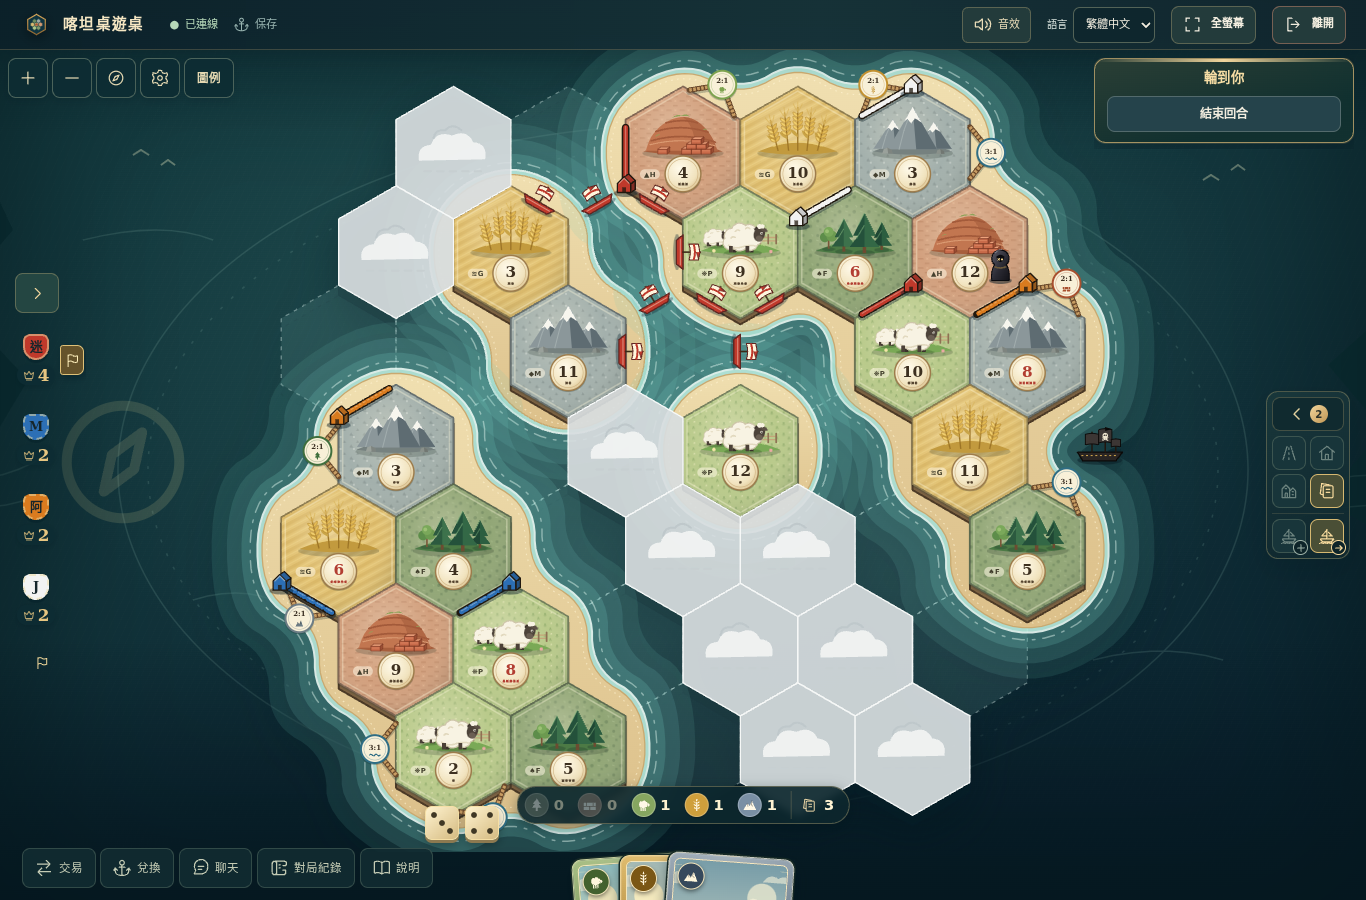 喀坦桌遊桌
已連線
保存
音效
語言
繁體中文
全螢幕
離開
圖例
輪到你
結束回合
2:1
2:1
3:1
▲H
4
≋G
10
◆M
3
≋G
3
※P
9
♠F
6
▲H
12
2:1
迷
4
◆M
11
※P
10
◆M
8
M
2
2:1
◆M
3
※P
12
≋G
11
3:1
2
阿
2
≋G
6
♠F
4
♠F
5
J
2
2:1
▲H
9
※P
8
3:1
※P
2
♠F
5
0
0
1
1
1
3
交易
兌換
聊天
對局紀錄
說明